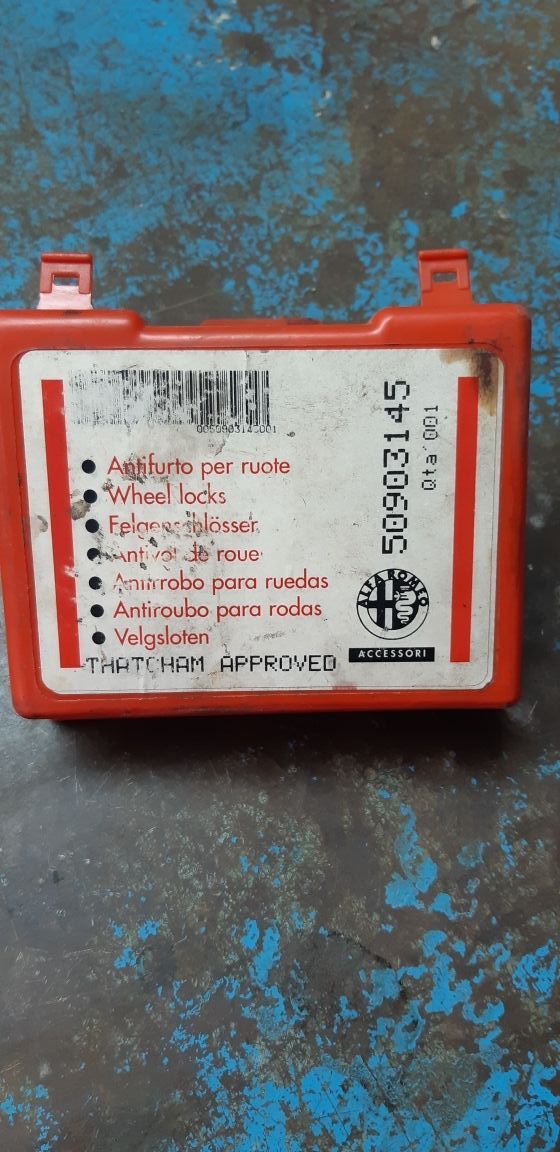 • Antifurto per ruote
• Wheel locks
• Felgenschlösser
• Antivol de roue
• Antirrobo para ruedas
• Antiroubo para rodas
• Velgsloten
THATCHAM APPROVED
50903145
Qta 001
ALFA ROMEO
ACCESSORI